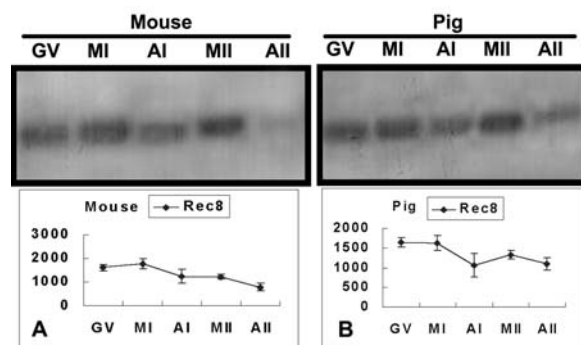 Mouse
GV MI AI MII AII
Pig
GV MI AI MII AII
Mouse Rec8
3000
2000
1000
0
GV MI AI MII AII
A
Pig Rec8
2000
1500
1000
500
0
GV MI AI MII AII
B